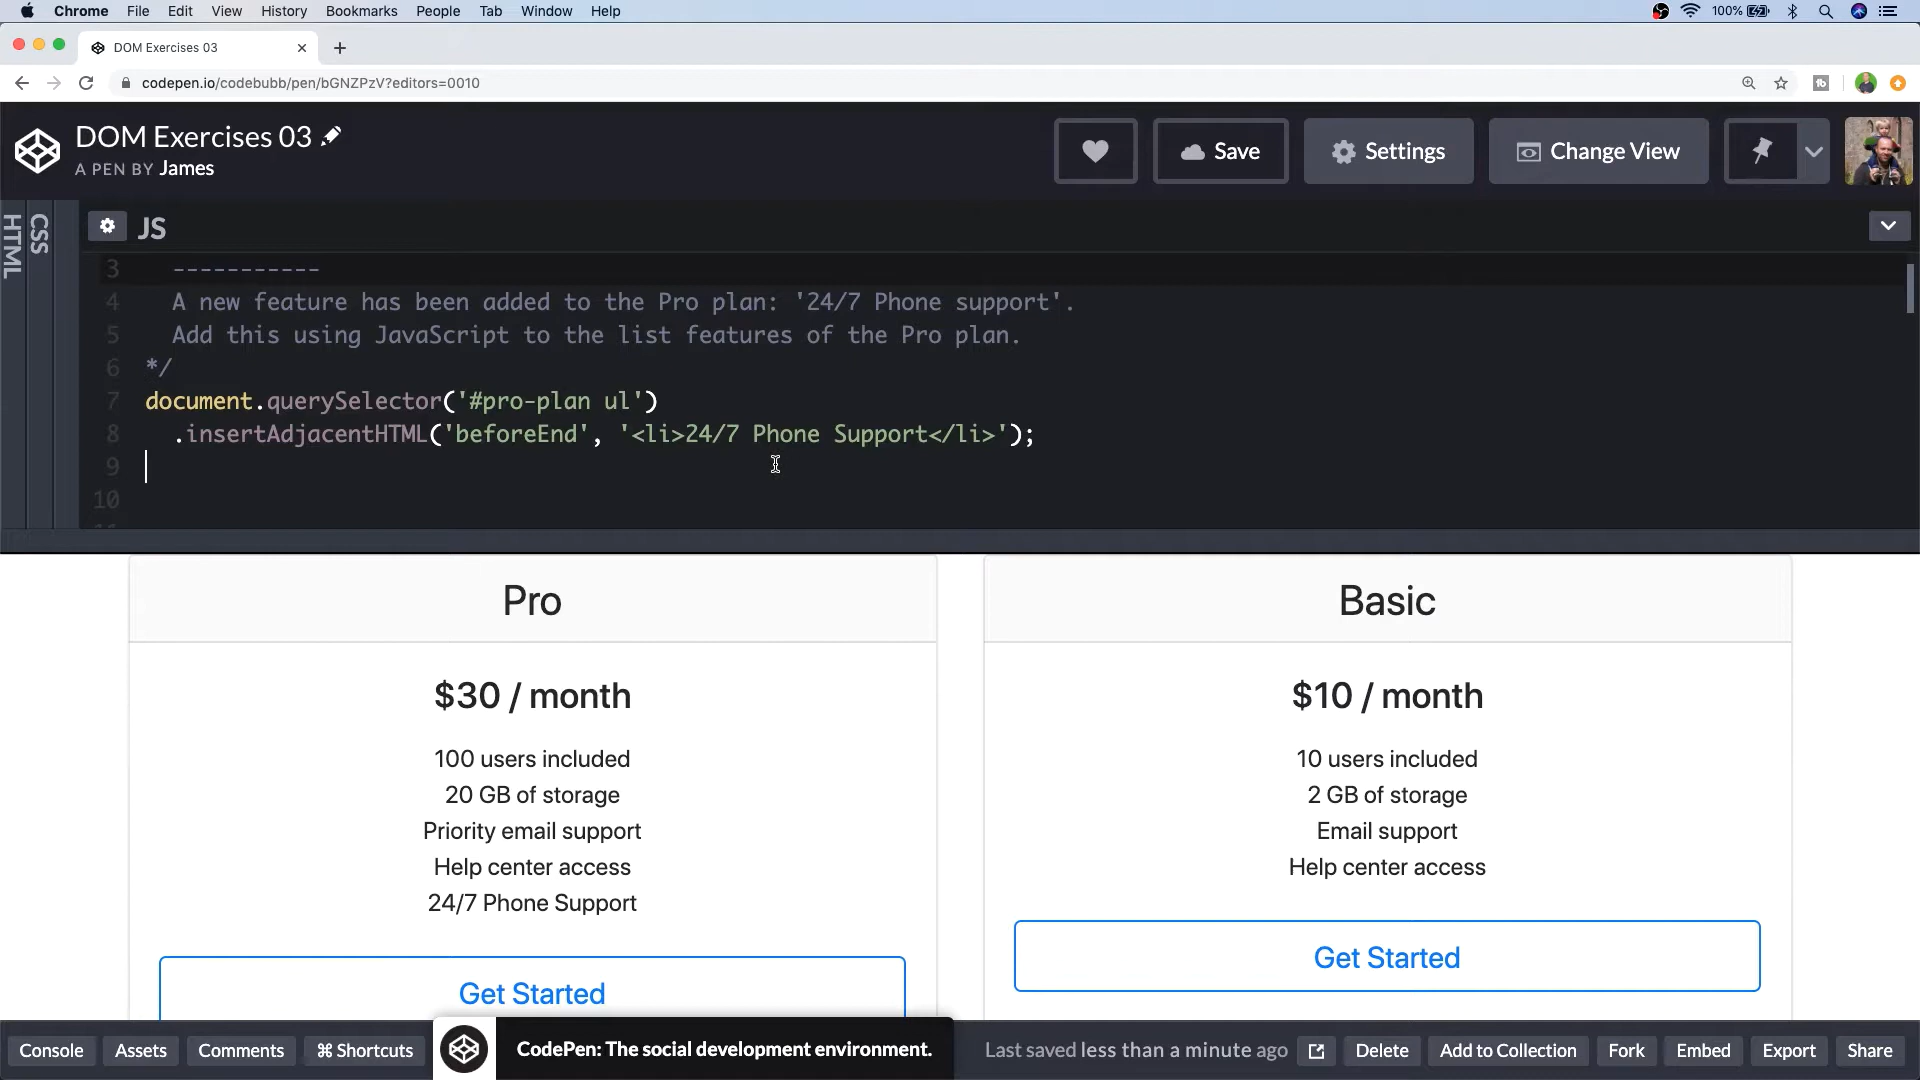 Chrome File Edit View History Bookmarks People Tab Window Help 100%
DOM Exercises 03
codepen.io/codebubb/pen/bGNZPzV?editors=0010
DOM Exercises 03
A PEN BY James
Save
Settings
Change View
HTML
CSS
JS
3 -----------
4 A new feature has been added to the Pro plan: '24/7 Phone support'.
5 Add this using JavaScript to the list features of the Pro plan.
6 */
7 document.querySelector('#pro-plan ul')
8 .insertAdjacentHTML('beforeEnd', '<li>24/7 Phone Support</li>');
9
10
Pro
$30 / month
100 users included
20 GB of storage
Priority email support
Help center access
24/7 Phone Support
Get Started
Basic
$10 / month
10 users included
2 GB of storage
Email support
Help center access
Get Started
Console Assets Comments ⌘ Shortcuts CodePen: The social development environment. Last saved less than a minute ago Delete Add to Collection Fork Embed Export Share